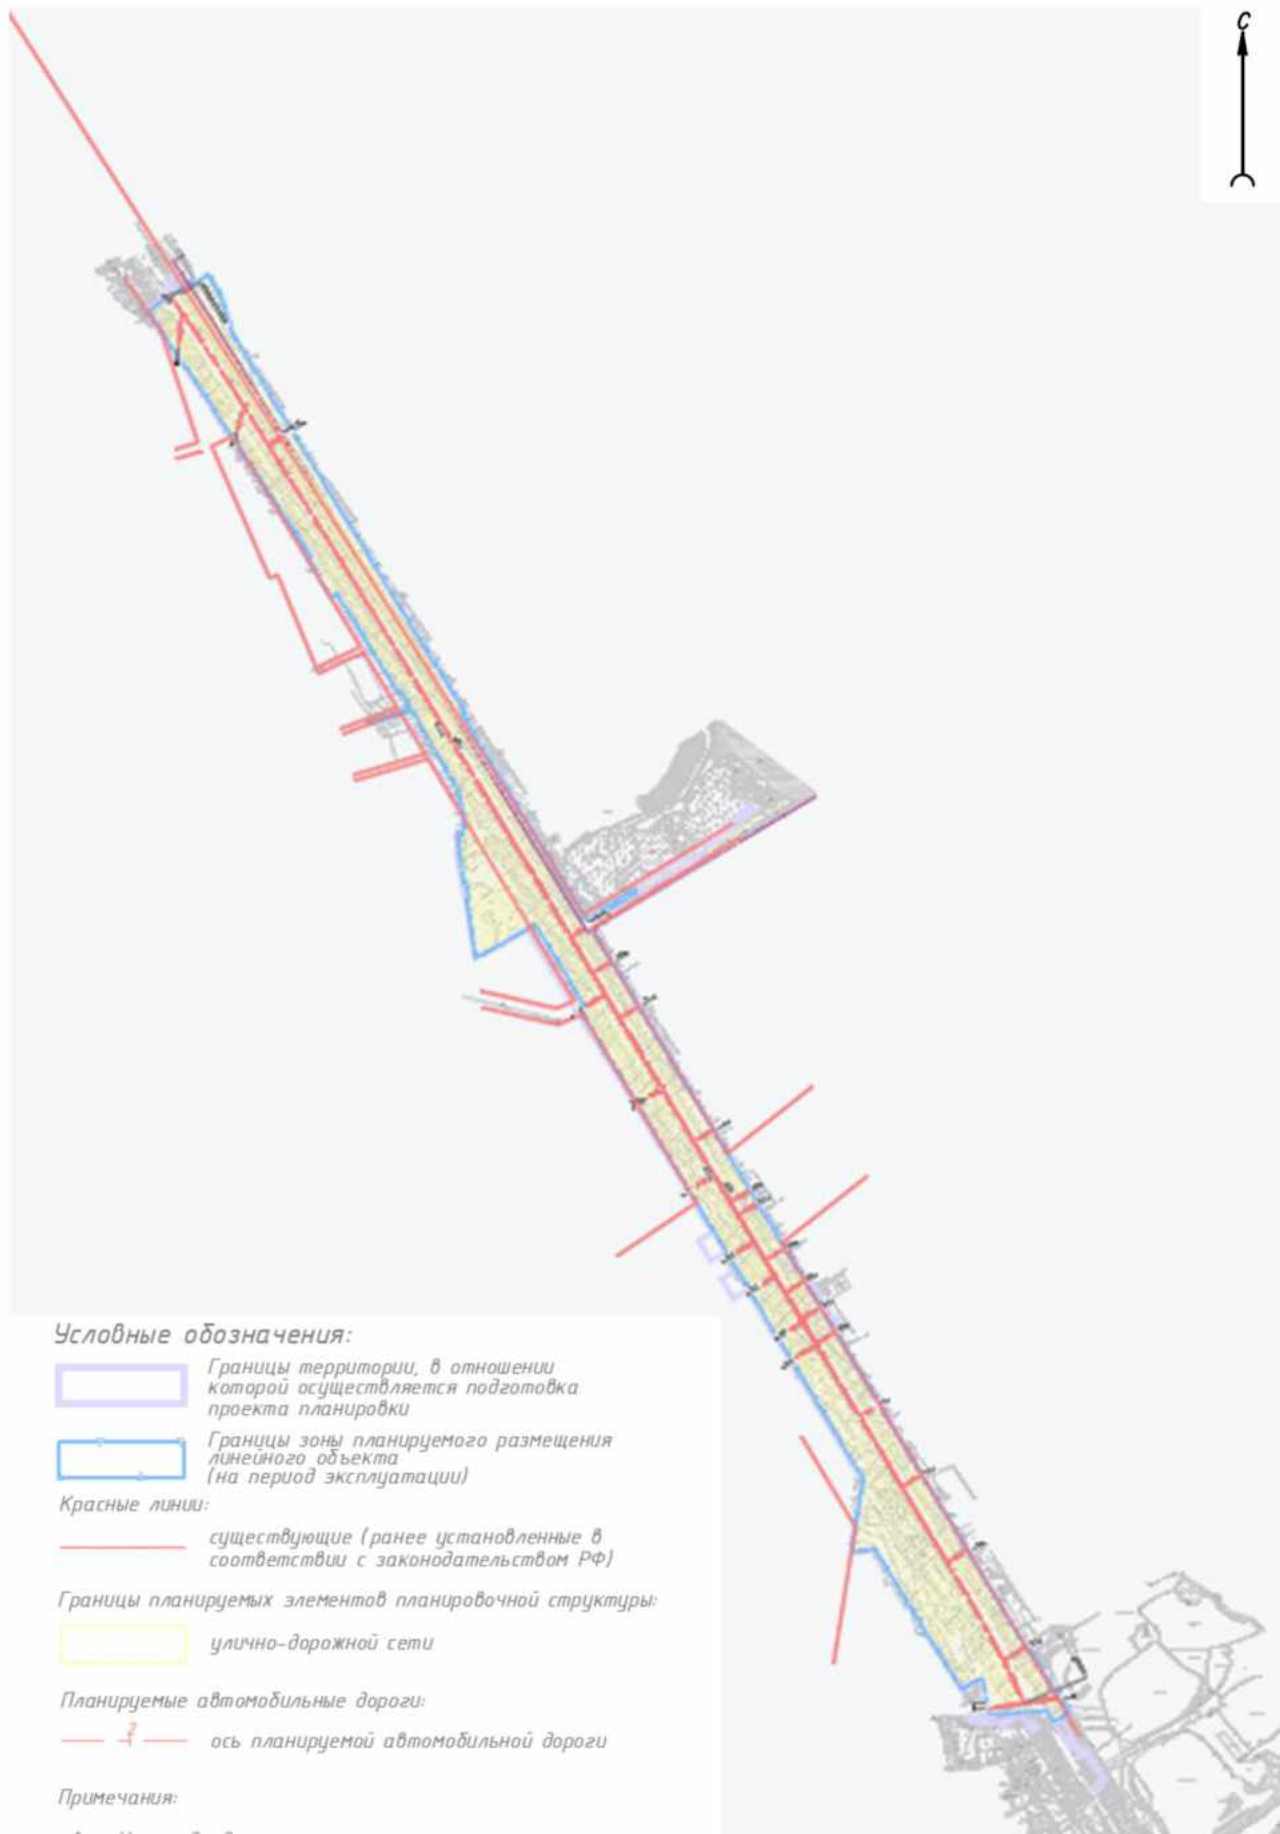 С
Условные обозначения:
Границы территории, в отношении
которой осуществляется подготовка
проекта планировки
Границы зоны планируемого размещения
линейного объекта
(на период эксплуатации)
Красные линии:
существующие (ранее установленные в
соответствии с законодательством РФ)
Границы планируемых элементов планировочной структуры:
улично-дорожной сети
Планируемые автомобильные дороги:
2
ось планируемой автомобильной дороги
Примечания: